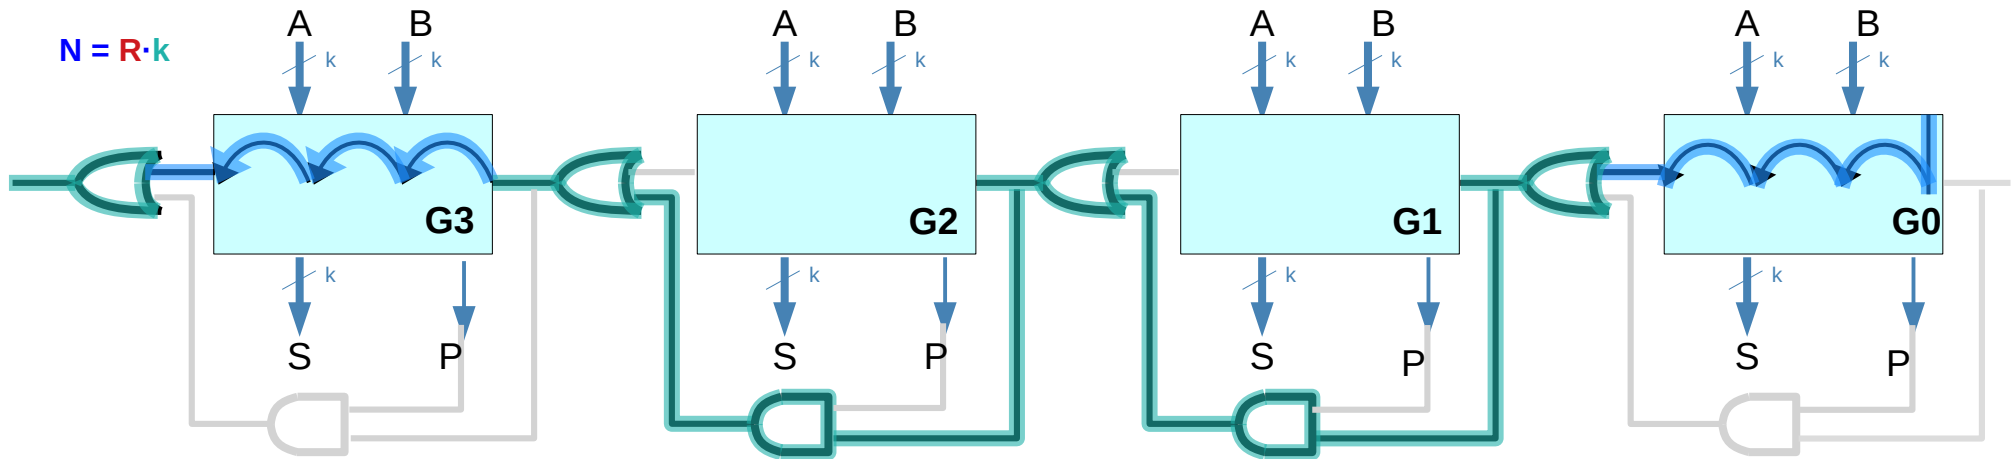 A B A B A B A B
N = R·k
k k k k k k k k
G3 G2 G1 G0
k k k k
S P S P S P S P